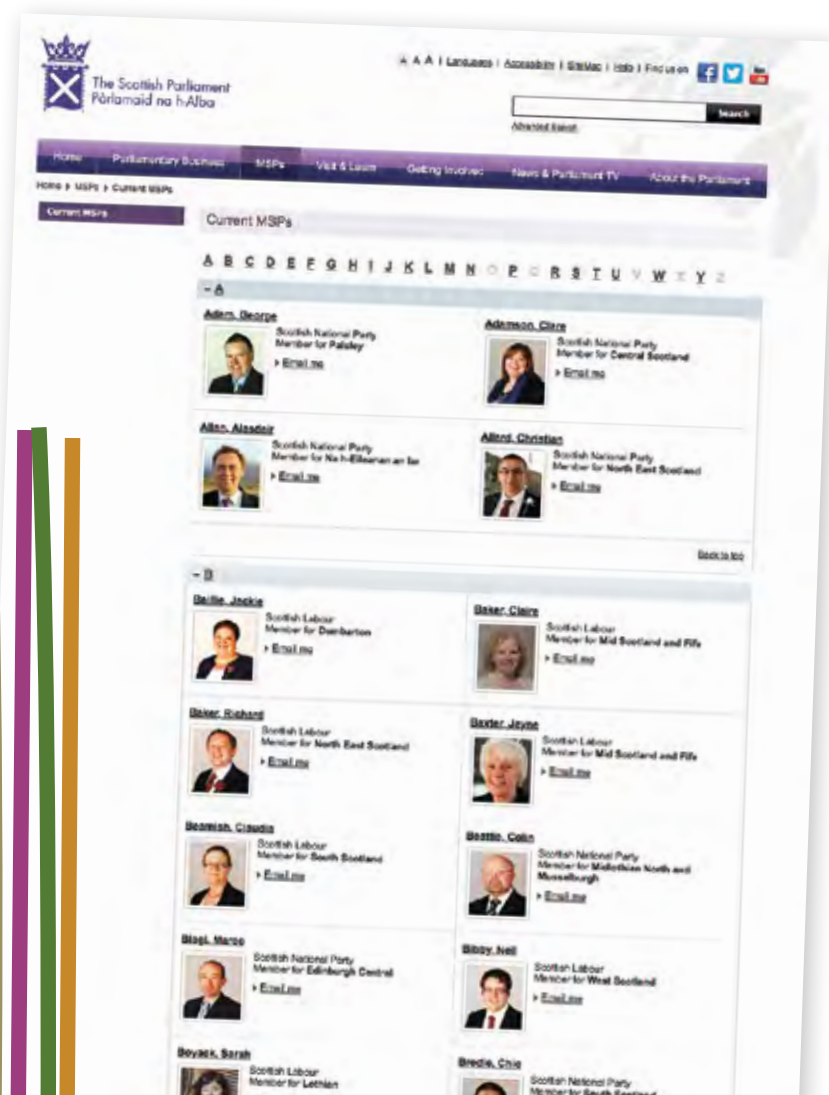 The Scottish Parliament
Pàrlamaid na h-Alba
A A A | Languages | Accessibility | SiteMap | Help | Find us on
Search
Advanced Search
Home Parliamentary Business MSPs Visit & Learn Getting Involved News & Parliament TV About the Parliament
Home MSPs Current MSPs
Current MSPs
Current MSPs
A B C D E F G H I J K L M N O P Q R S T U V W X Y Z
- A
Adam, George
Scottish National Party
Member for Paisley
Email me
Adamson, Clare
Scottish National Party
Member for Central Scotland
Email me
Allan, Alasdair
Scottish National Party
Member for Na h-Eileanan an Iar
Email me
Allard, Christian
Scottish National Party
Member for North East Scotland
Email me
Back to top
- B
Baillie, Jackie
Scottish Labour
Member for Dumbarton
Email me
Baker, Claire
Scottish Labour
Member for Mid Scotland and Fife
Email me
Baker, Richard
Scottish Labour
Member for North East Scotland
Email me
Baxter, Jayne
Scottish Labour
Member for Mid Scotland and Fife
Email me
Beamish, Claudia
Scottish Labour
Member for South Scotland
Email me
Beattie, Colin
Scottish National Party
Member for Midlothian North and
Musselburgh
Email me
Biagi, Marco
Scottish National Party
Member for Edinburgh Central
Email me
Bibby, Neil
Scottish Labour
Member for West Scotland
Email me
Boyack, Sarah
Scottish Labour
Member for Lothian
Brodie, Chic
Scottish National Party
Member for South Scotland